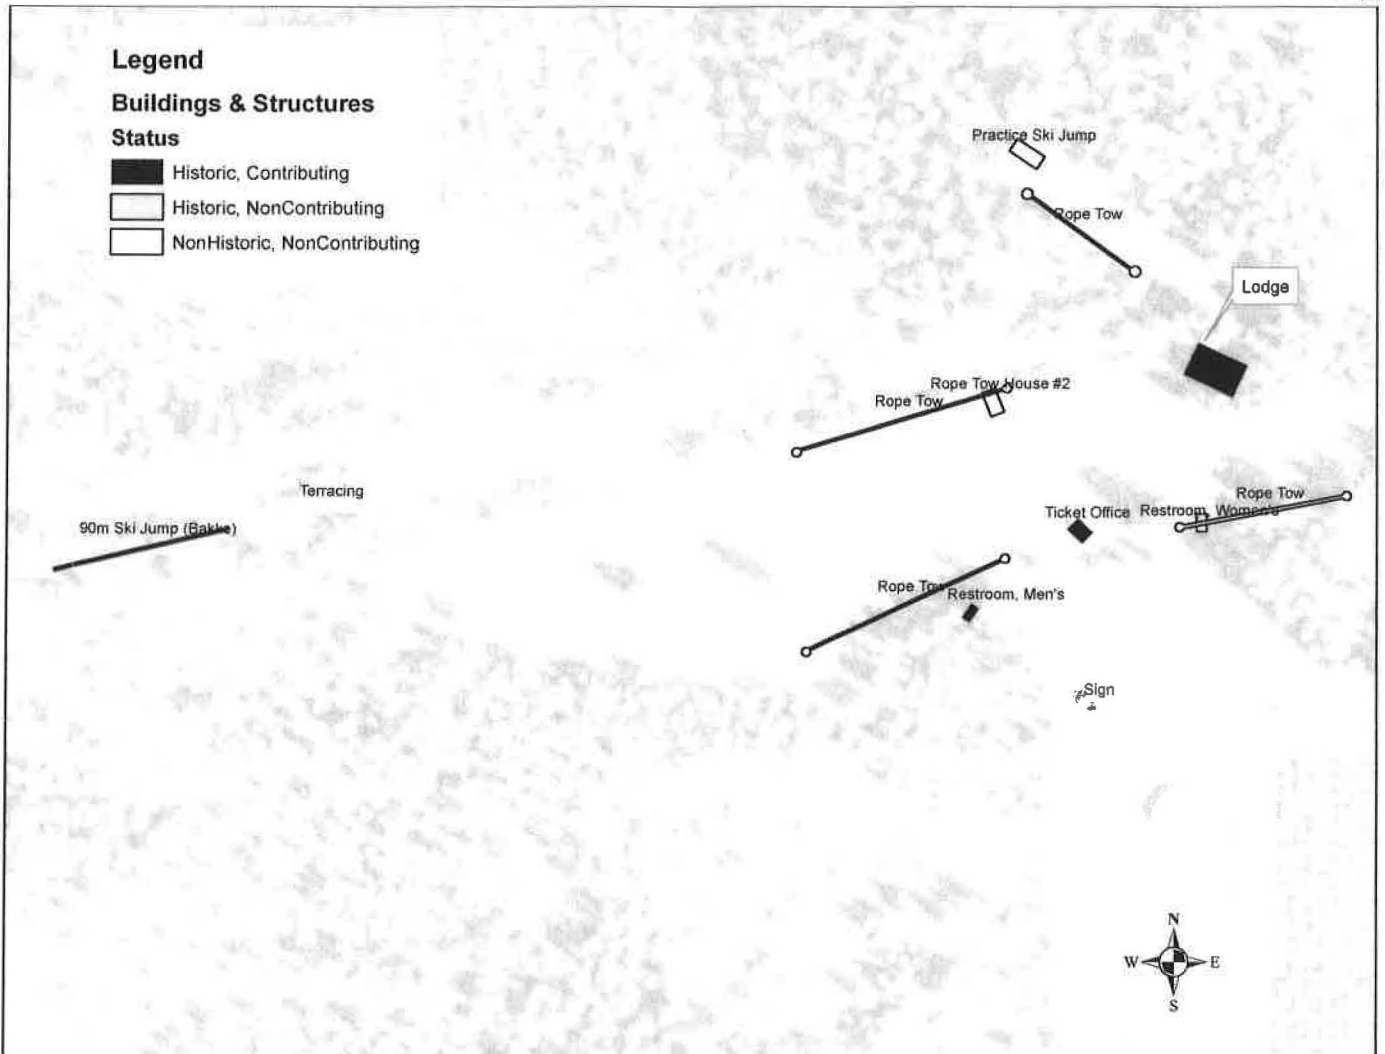 Legend
Buildings & Structures
Status
Historic, Contributing
Historic, NonContributing
NonHistoric, NonContributing
Practice Ski Jump
Rope Tow
Lodge
Rope Tow House #2
Rope Tow
Terracing
90m Ski Jump (Bakke)
Rope Tow
Ticket Office
Restroom, Women's
Rope Tow
Restroom, Men's
Sign
N
W E
S